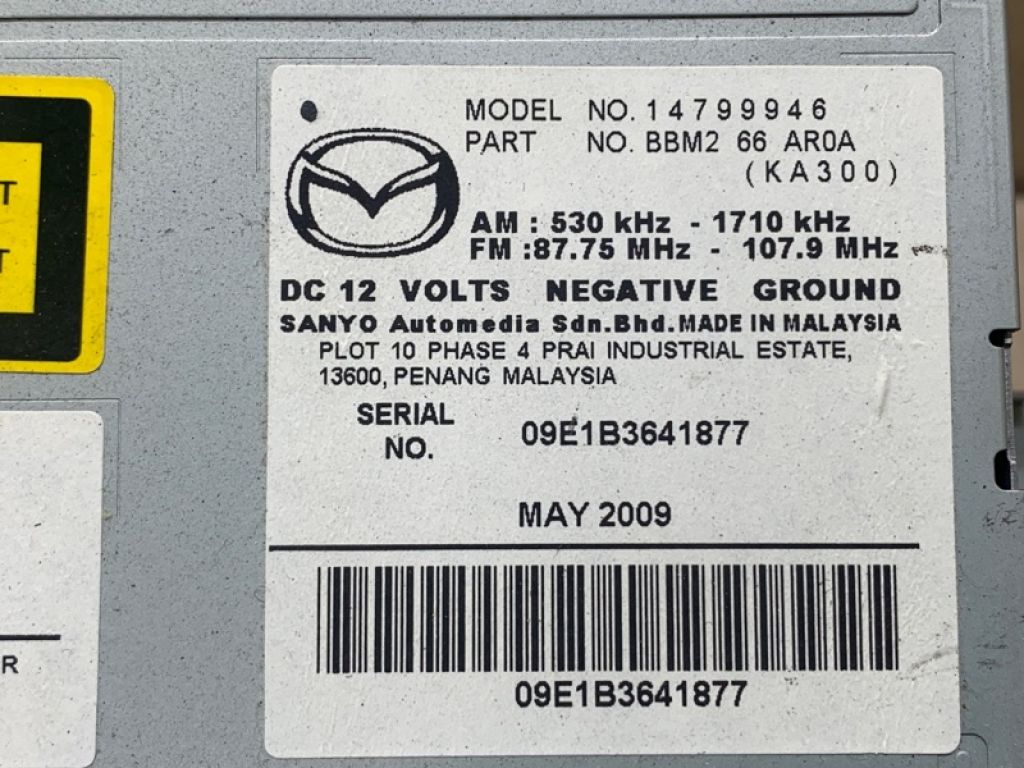 MODEL NO. 14799946
PART NO. BBM2 66 AR0A
(KA300)
AM : 530 kHz - 1710 kHz
FM :87.75 MHz - 107.9 MHz
DC 12 VOLTS NEGATIVE GROUND
SANYO Automedia Sdn.Bhd. MADE IN MALAYSIA
PLOT 10 PHASE 4 PRAI INDUSTRIAL ESTATE,
13600, PENANG MALAYSIA
SERIAL NO. 09E1B3641877
MAY 2009
09E1B3641877
T
T
R